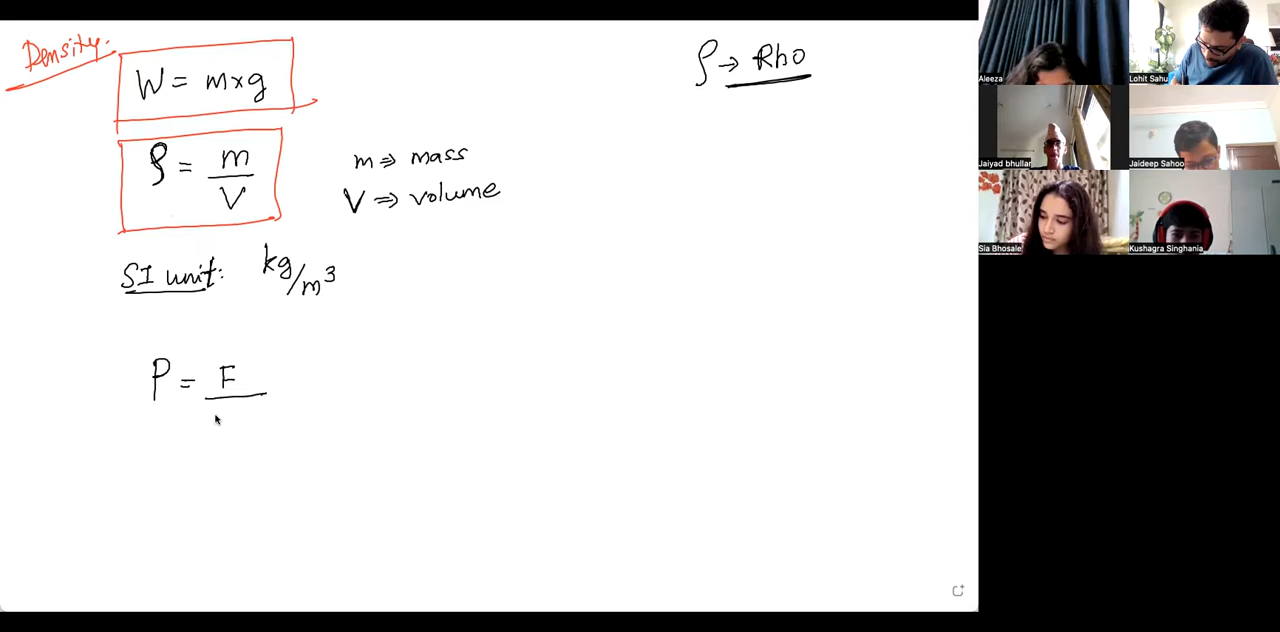 Density.
W = m×g
ρ = m/V
m ⇒ mass
V ⇒ volume
SI unit: kg/m³
P = F
ρ → Rho
Aleeza
Lohit Sahu
Jaiyad bhullar
Jaideep Sahoo
Sia Bhosale
Kushagra Singhania